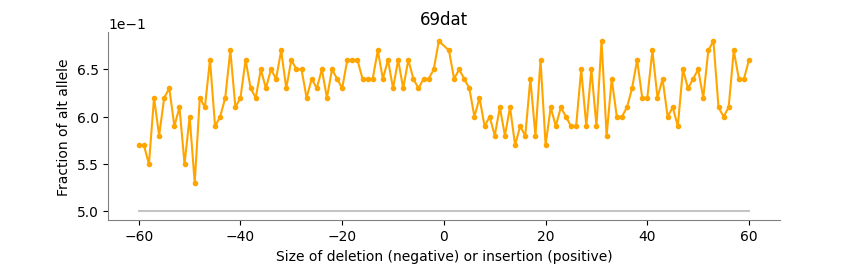 69dat
1e−1
Fraction of alt allele
6.5
6.0
5.5
5.0
−60 −40 −20 0 20 40 60
Size of deletion (negative) or insertion (positive)